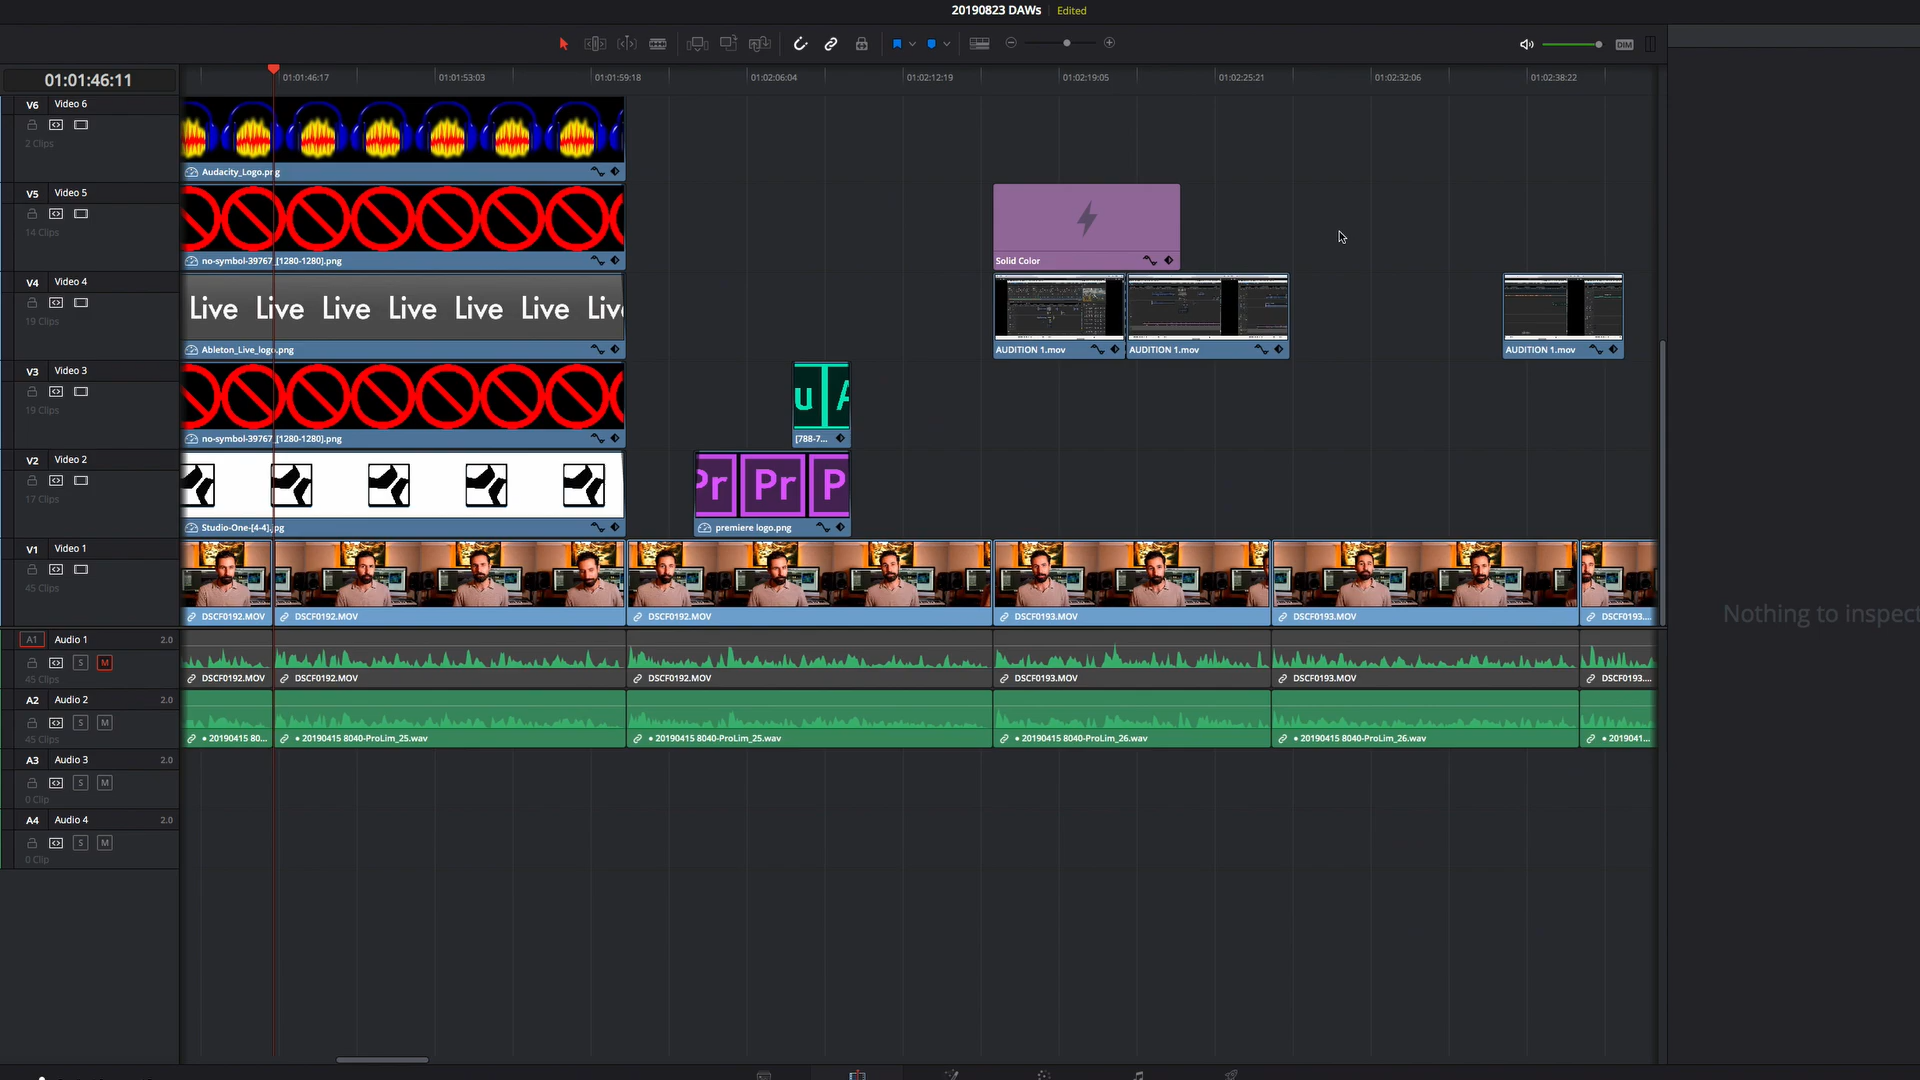 20190823 DAWs Edited
DIM
01:01:46:11
01:01:46:17 01:01:53:03 01:01:59:18 01:02:06:04 01:02:12:19 01:02:19:05 01:02:25:21 01:02:32:06 01:02:38:22
V6 Video 6
2 Clips
Audacity_Logo.png
V5 Video 5
14 Clips
no-symbol-39767_[1280-1280].png
Solid Color
V4 Video 4
19 Clips
Live Live Live Live Live Live Liv
Ableton_Live_logo.png
AUDITION 1.mov AUDITION 1.mov AUDITION 1.mov
V3 Video 3
19 Clips
no-symbol-39767_[1280-1280].png
u A
[788-7...
V2 Video 2
17 Clips
Pr Pr P
Studio-One-[4-4].jpg
premiere logo.png
V1 Video 1
45 Clips
DSCF0192.MOV DSCF0192.MOV DSCF0192.MOV DSCF0193.MOV DSCF0193.MOV DSCF0193....
Nothing to inspect
A1 Audio 1 2.0
S M
45 Clips
DSCF0192.MOV DSCF0192.MOV DSCF0192.MOV DSCF0193.MOV DSCF0193.MOV DSCF0193....
A2 Audio 2 2.0
S M
45 Clips
• 20190415 80... • 20190415 8040-ProLim_25.wav • 20190415 8040-ProLim_25.wav • 20190415 8040-ProLim_26.wav • 20190415 8040-ProLim_26.wav • 2019041...
A3 Audio 3 2.0
S M
0 Clip
A4 Audio 4 2.0
S M
0 Clip